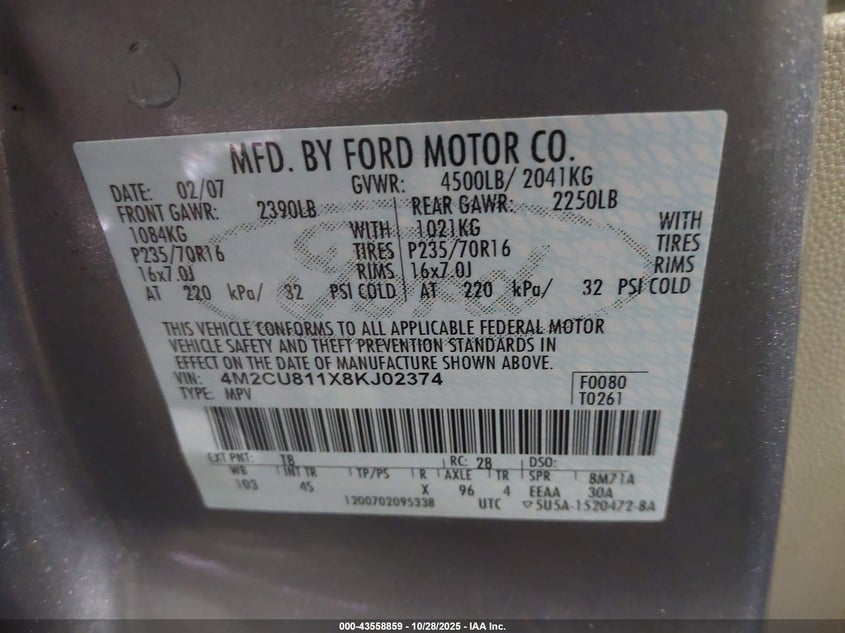 MFD. BY FORD MOTOR CO.
DATE: 02/07 GVWR: 4500LB/ 2041KG
FRONT GAWR: 2390LB REAR GAWR: 2250LB
1084KG WITH 1021KG WITH
P235/70R16 TIRES P235/70R16 TIRES
16x7.0J RIMS 16x7.0J RIMS
AT 220 kPa/ 32 PSI COLD AT 220 kPa/ 32 PSI COLD
THIS VEHICLE CONFORMS TO ALL APPLICABLE FEDERAL MOTOR
VEHICLE SAFETY AND THEFT PREVENTION STANDARDS IN
EFFECT ON THE DATE OF MANUFACTURE SHOWN ABOVE.
VIN: 4M2CU811X8KJ02374 F0080
TYPE: MPV T0261
EXT PNT: T8 RC: 28 DSO:
WB INT TR TP/PS R AXLE TR SPR 8M71A
103 45 X 96 4 EEAA 30A
1200702095338 UTC ▽5U5A-1520472-BA
Ford
000-43558859 | 10/28/2025 | IAA Inc.